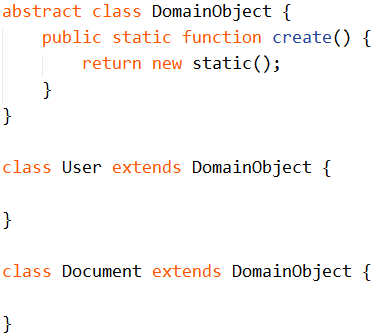 abstract class DomainObject {
    public static function create() {
        return new static();
    }
}

class User extends DomainObject {

}

class Document extends DomainObject {

}